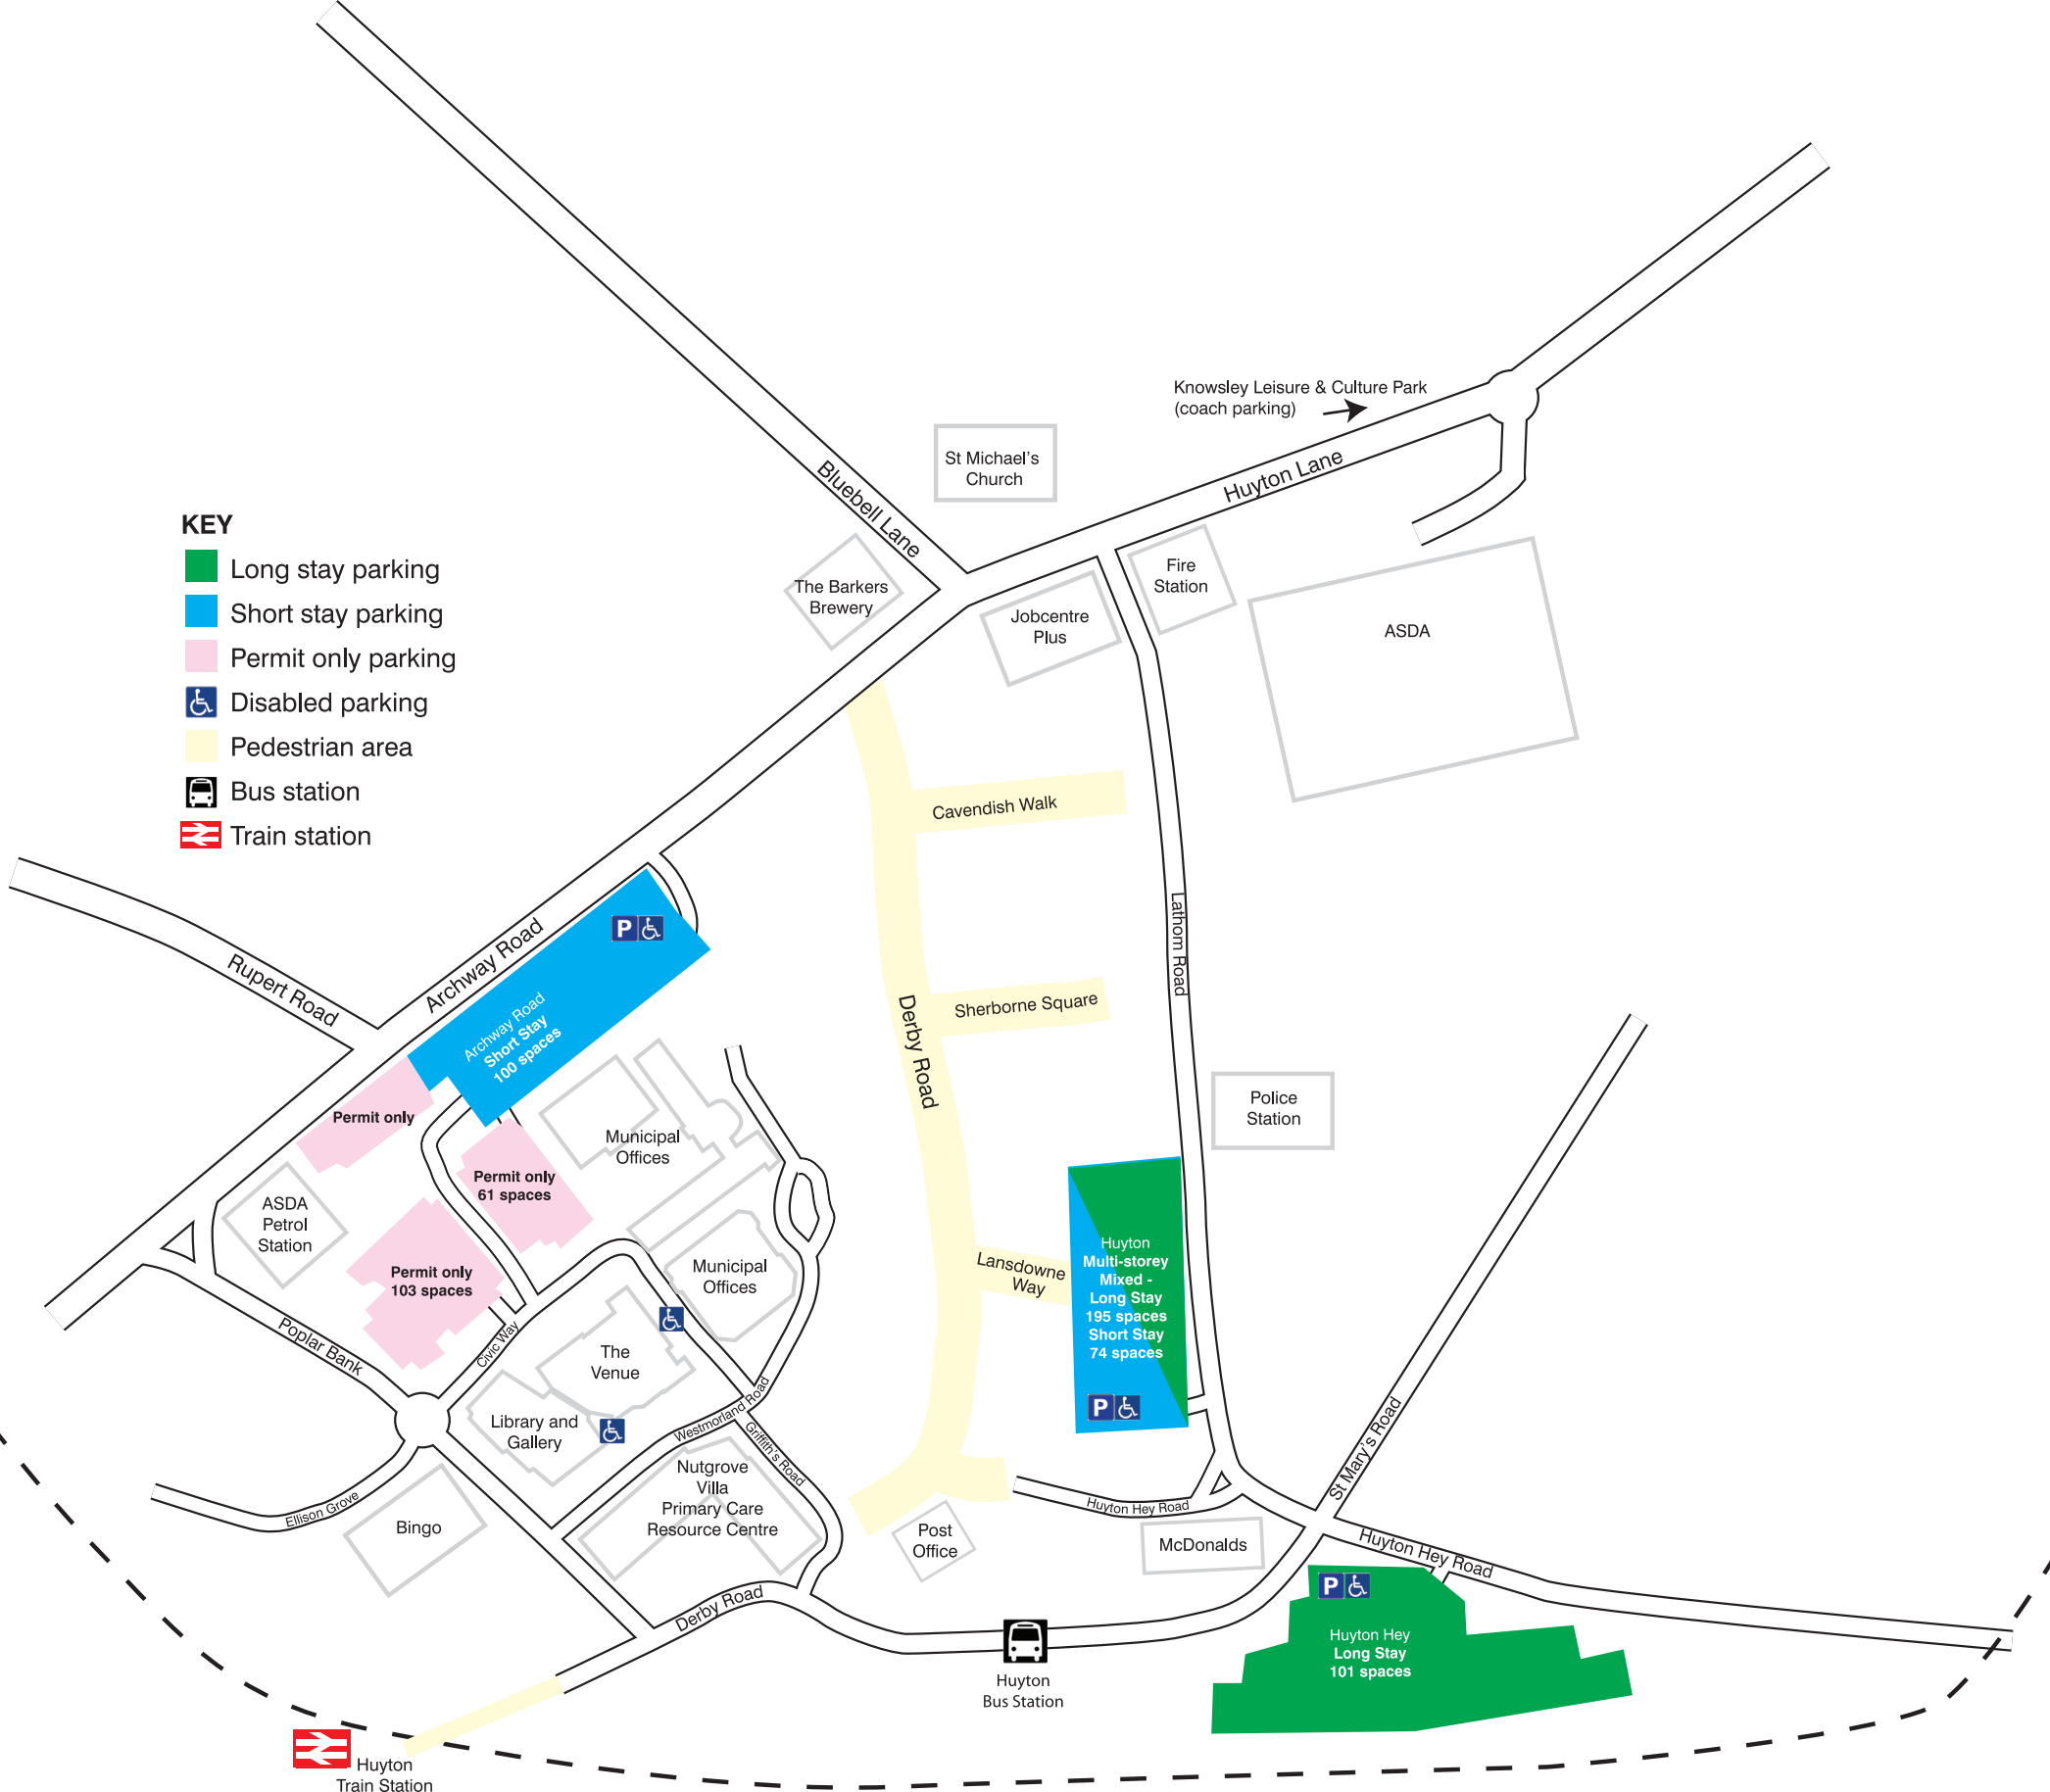 Knowsley Leisure & Culture Park
(coach parking)
St Michael's
Church
Huyton Lane
Bluebell Lane
KEY
Long stay parking
Short stay parking
Permit only parking
Disabled parking
Pedestrian area
Bus station
Train station
The Barkers
Brewery
Fire
Station
Jobcentre
Plus
ASDA
Cavendish Walk
Lathom Road
P
Archway Road
Rupert Road
Archway Road
Short Stay
100 spaces
Sherborne Square
Derby Road
Permit only
Police
Station
Municipal
Offices
Permit only
61 spaces
ASDA
Petrol
Station
Huyton
Multi-storey
Mixed -
Long Stay
195 spaces
Short Stay
74 spaces
P
Lansdowne
Way
Municipal
Offices
Permit only
103 spaces
Poplar Bank
Civic Way
The
Venue
Westmorland Road
Library and
Gallery
Griffith's Road
St Mary's Road
Nutgrove
Villa
Primary Care
Resource Centre
Ellison Grove
Bingo
Huyton Hey Road
Post
Office
McDonalds
Huyton Hey Road
P
Derby Road
Huyton Hey
Long Stay
101 spaces
Huyton
Bus Station
Huyton
Train Station